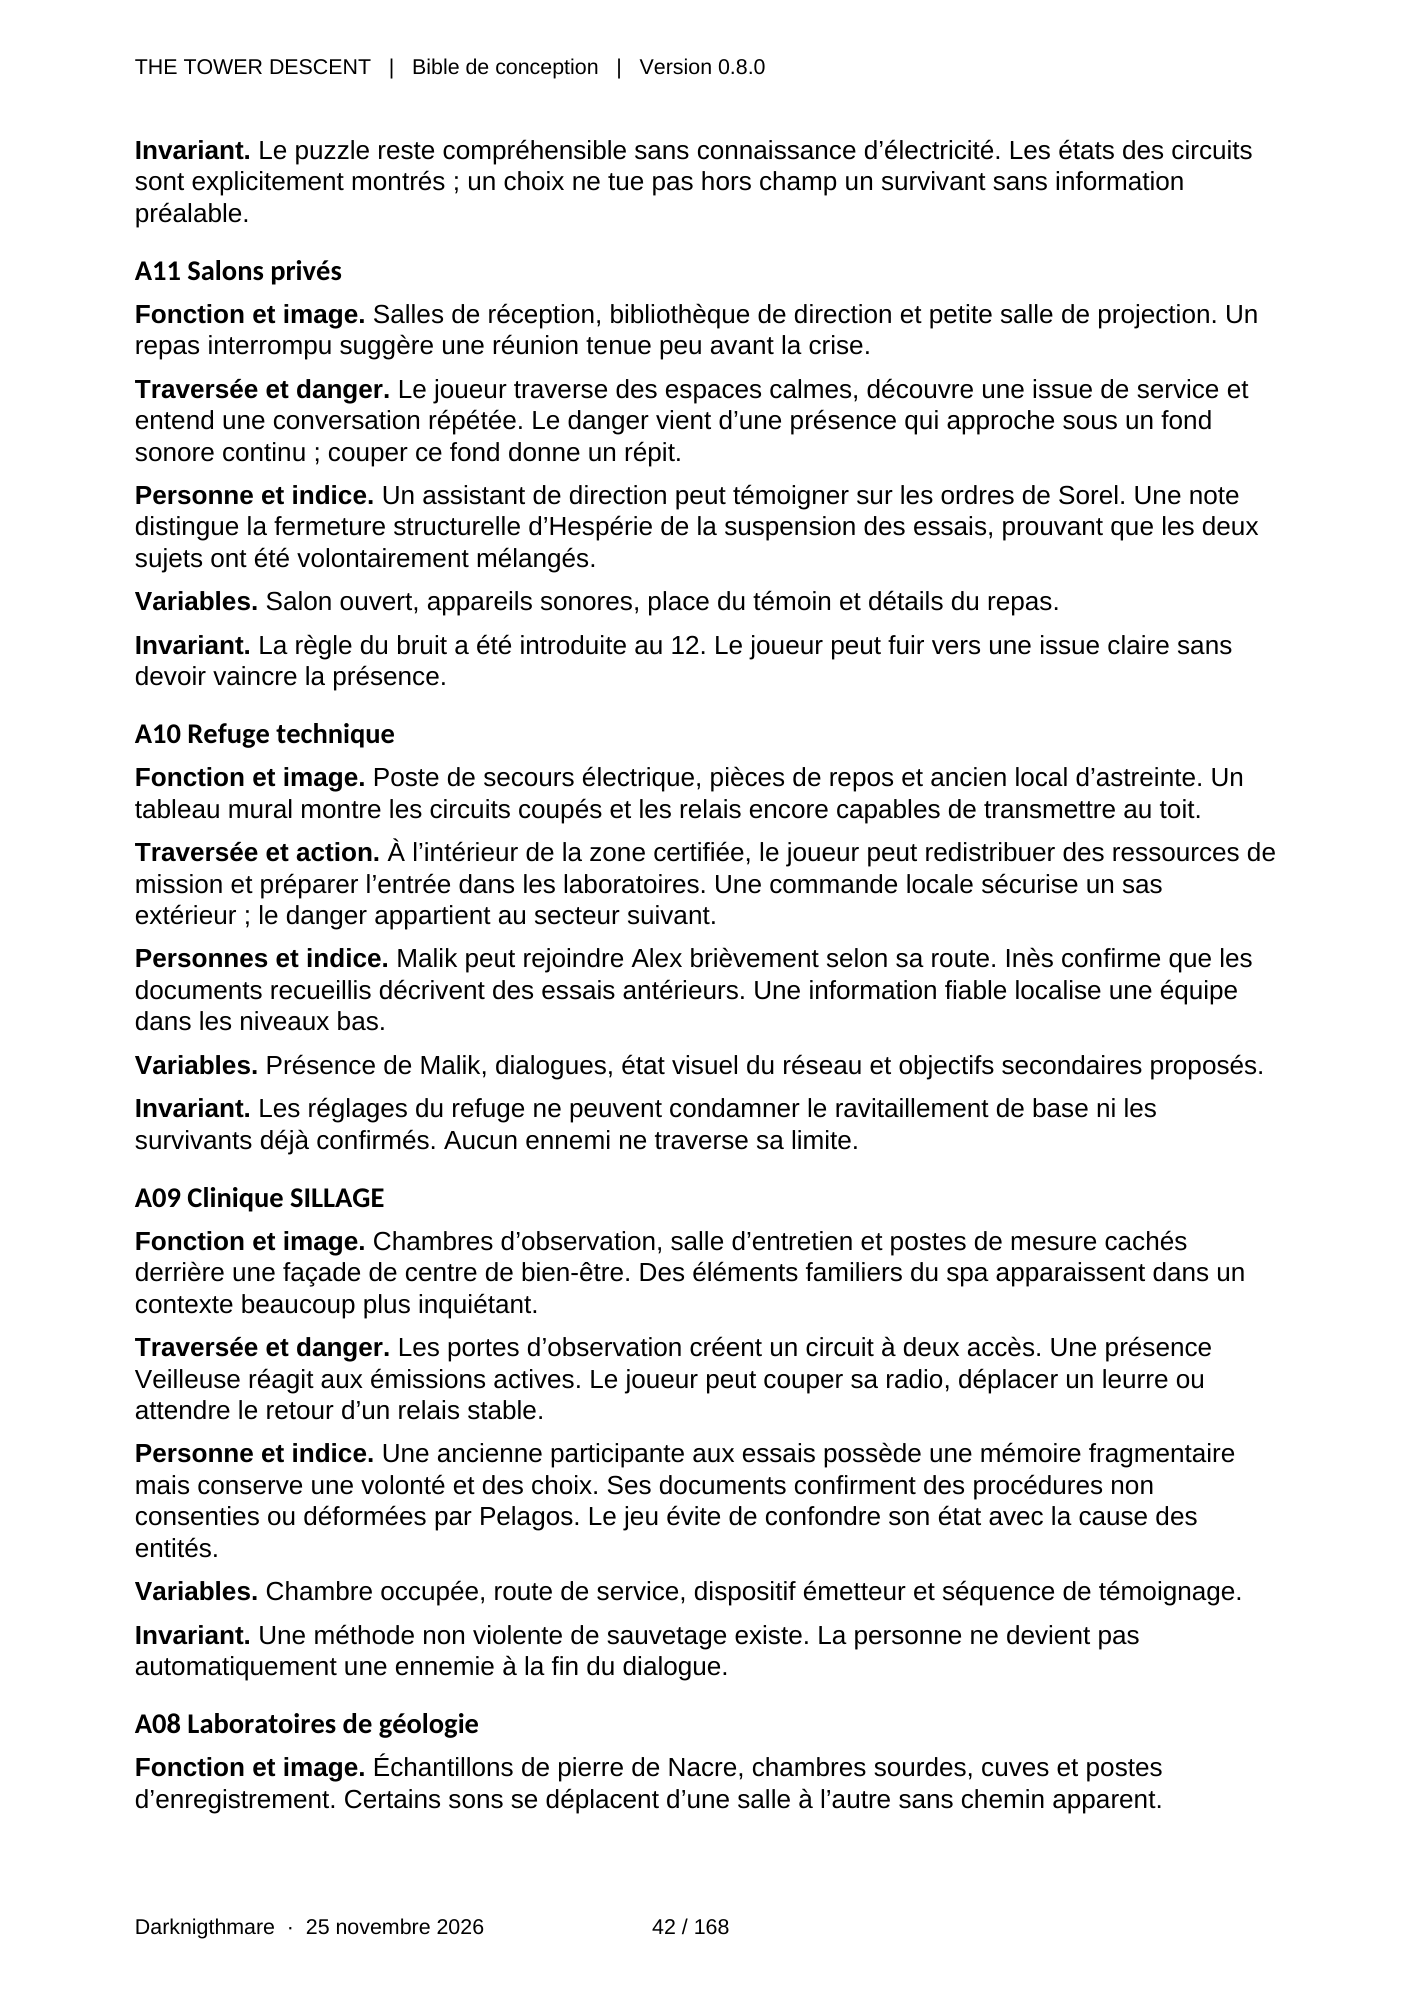 THE TOWER DESCENT | Bible de conception | Version 0.8.0
Invariant. Le puzzle reste compréhensible sans connaissance d’électricité. Les états des circuits
sont explicitement montrés ; un choix ne tue pas hors champ un survivant sans information
préalable.
A11 Salons privés
Fonction et image. Salles de réception, bibliothèque de direction et petite salle de projection. Un
repas interrompu suggère une réunion tenue peu avant la crise.
Traversée et danger. Le joueur traverse des espaces calmes, découvre une issue de service et
entend une conversation répétée. Le danger vient d’une présence qui approche sous un fond
sonore continu ; couper ce fond donne un répit.
Personne et indice. Un assistant de direction peut témoigner sur les ordres de Sorel. Une note
distingue la fermeture structurelle d’Hespérie de la suspension des essais, prouvant que les deux
sujets ont été volontairement mélangés.
Variables. Salon ouvert, appareils sonores, place du témoin et détails du repas.
Invariant. La règle du bruit a été introduite au 12. Le joueur peut fuir vers une issue claire sans
devoir vaincre la présence.
A10 Refuge technique
Fonction et image. Poste de secours électrique, pièces de repos et ancien local d’astreinte. Un
tableau mural montre les circuits coupés et les relais encore capables de transmettre au toit.
Traversée et action. À l’intérieur de la zone certifiée, le joueur peut redistribuer des ressources de
mission et préparer l’entrée dans les laboratoires. Une commande locale sécurise un sas
extérieur ; le danger appartient au secteur suivant.
Personnes et indice. Malik peut rejoindre Alex brièvement selon sa route. Inès confirme que les
documents recueillis décrivent des essais antérieurs. Une information fiable localise une équipe
dans les niveaux bas.
Variables. Présence de Malik, dialogues, état visuel du réseau et objectifs secondaires proposés.
Invariant. Les réglages du refuge ne peuvent condamner le ravitaillement de base ni les
survivants déjà confirmés. Aucun ennemi ne traverse sa limite.
A09 Clinique SILLAGE
Fonction et image. Chambres d’observation, salle d’entretien et postes de mesure cachés
derrière une façade de centre de bien-être. Des éléments familiers du spa apparaissent dans un
contexte beaucoup plus inquiétant.
Traversée et danger. Les portes d’observation créent un circuit à deux accès. Une présence
Veilleuse réagit aux émissions actives. Le joueur peut couper sa radio, déplacer un leurre ou
attendre le retour d’un relais stable.
Personne et indice. Une ancienne participante aux essais possède une mémoire fragmentaire
mais conserve une volonté et des choix. Ses documents confirment des procédures non
consenties ou déformées par Pelagos. Le jeu évite de confondre son état avec la cause des
entités.
Variables. Chambre occupée, route de service, dispositif émetteur et séquence de témoignage.
Invariant. Une méthode non violente de sauvetage existe. La personne ne devient pas
automatiquement une ennemie à la fin du dialogue.
A08 Laboratoires de géologie
Fonction et image. Échantillons de pierre de Nacre, chambres sourdes, cuves et postes
d’enregistrement. Certains sons se déplacent d’une salle à l’autre sans chemin apparent.
Darknigthmare · 25 novembre 2026 42 / 168